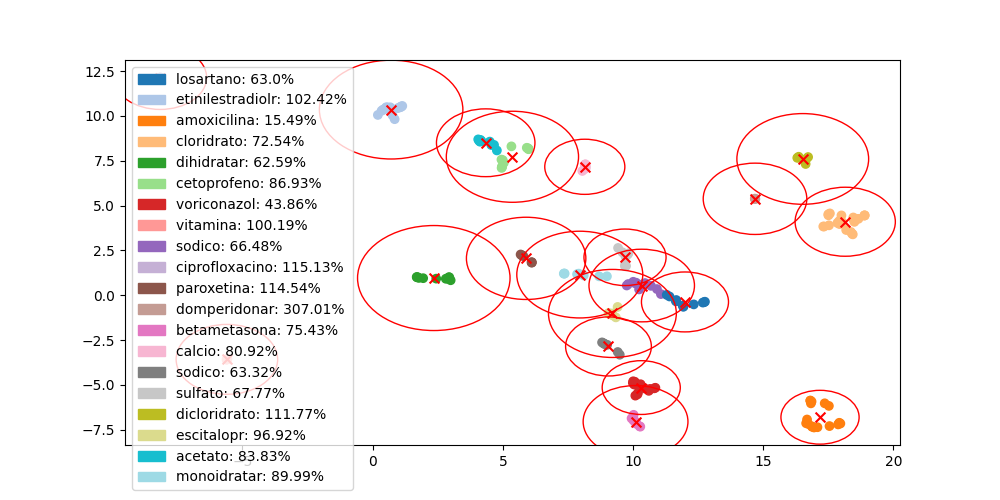 12.5
10.0
7.5
5.0
2.5
0.0
−2.5
−5.0
−7.5
losartano: 63.0%
etinilestradiolr: 102.42%
amoxicilina: 15.49%
cloridrato: 72.54%
dihidratar: 62.59%
cetoprofeno: 86.93%
voriconazol: 43.86%
vitamina: 100.19%
sodico: 66.48%
ciprofloxacino: 115.13%
paroxetina: 114.54%
domperidonar: 307.01%
betametasona: 75.43%
calcio: 80.92%
sodico: 63.32%
sulfato: 67.77%
dicloridrato: 111.77%
escitalopr: 96.92%
acetato: 83.83%
monoidratar: 89.99%
−5
0
5
10
15
20